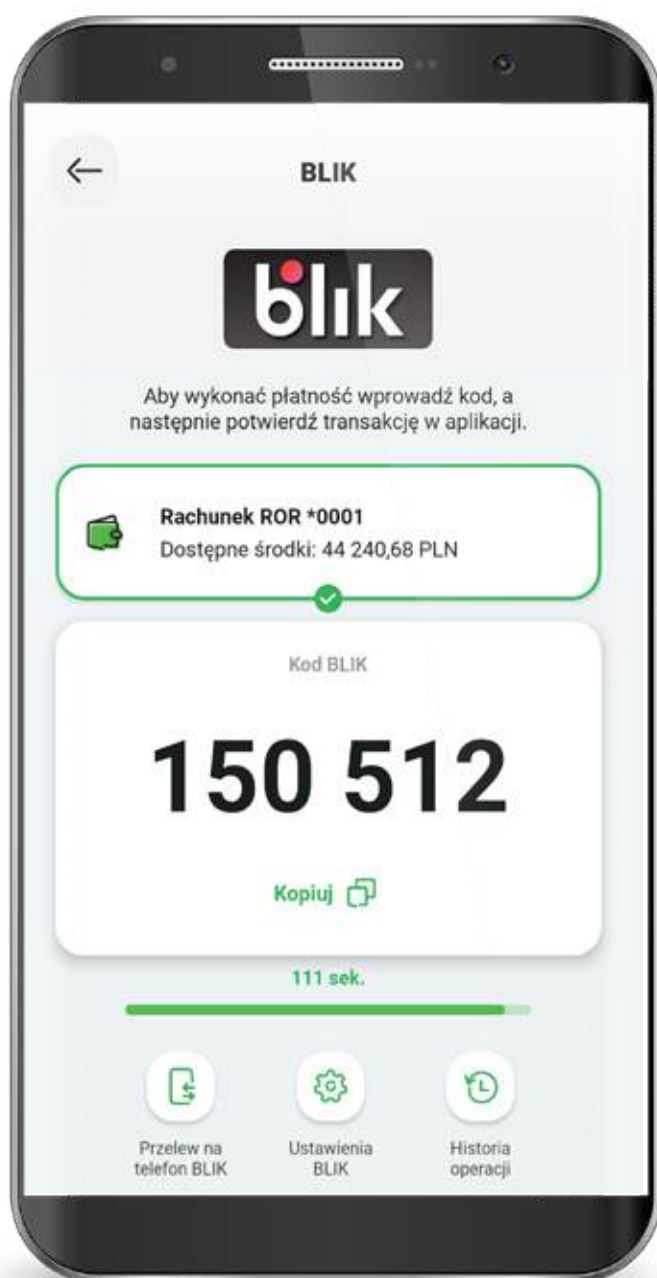 BLIK
blik
Aby wykonać płatność wprowadź kod, a
następnie potwierdź transakcję w aplikacji.
Rachunek ROR *0001
Dostępne środki: 44 240,68 PLN
Kod BLIK
150 512
Kopiuj
111 sek.
Przelew na
telefon BLIK
Ustawienia
BLIK
Historia
operacji